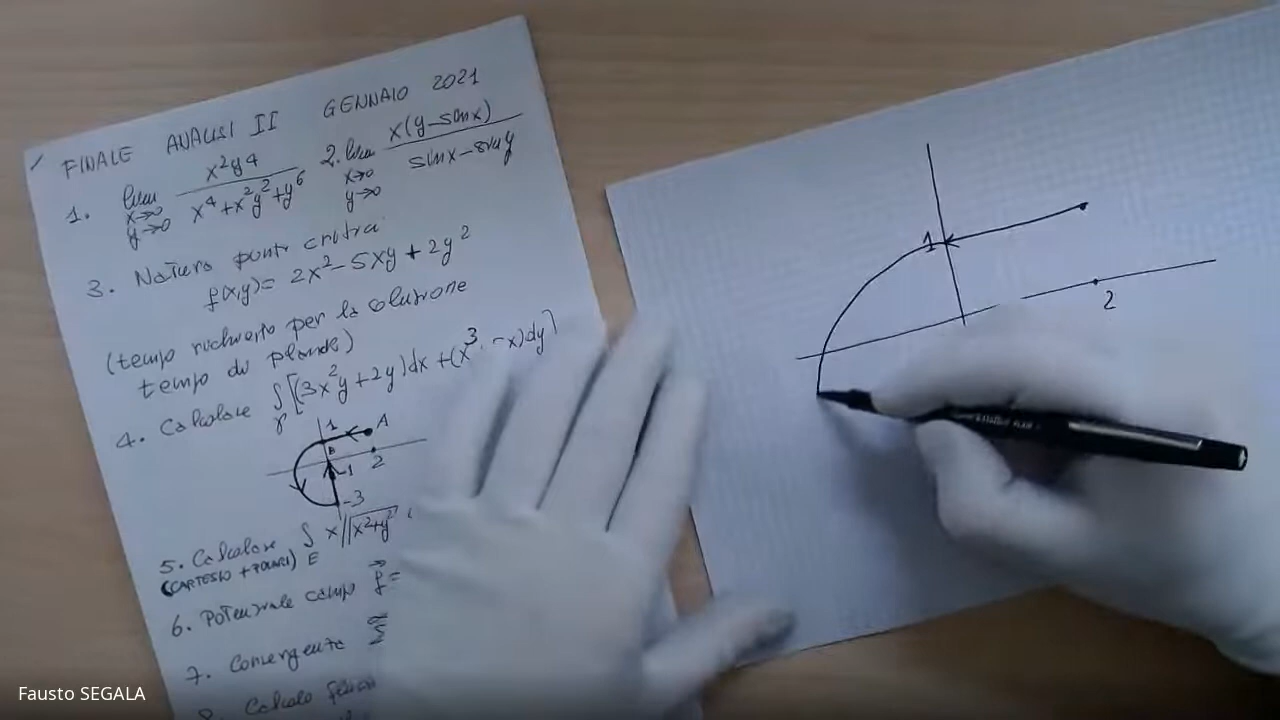 FINALE ANALISI II GENNAIO 2021
1. lim x→0 y→0 x²y⁴ / x⁴+x²y²+y⁶ 2. lim x→0 y→0 x(y-sinx) / sinx-siny
3. Natura punti critici
f(x,y)= 2x²-5xy+2y²
(tempo richiesto per la soluzione
tempo di
4. Calcolare ∫γ [(3x²y+2y)dx+(x³ -x)dy]
1 A
B
-1 2
-3
5. Calcolare ∫E x √x²+y²
(CARTESIO + POLARI)
6. Potenziale campo f⃗ =
7. Convergenza ∞ Σ
8. Calcolo
1
2
Fausto SEGALA